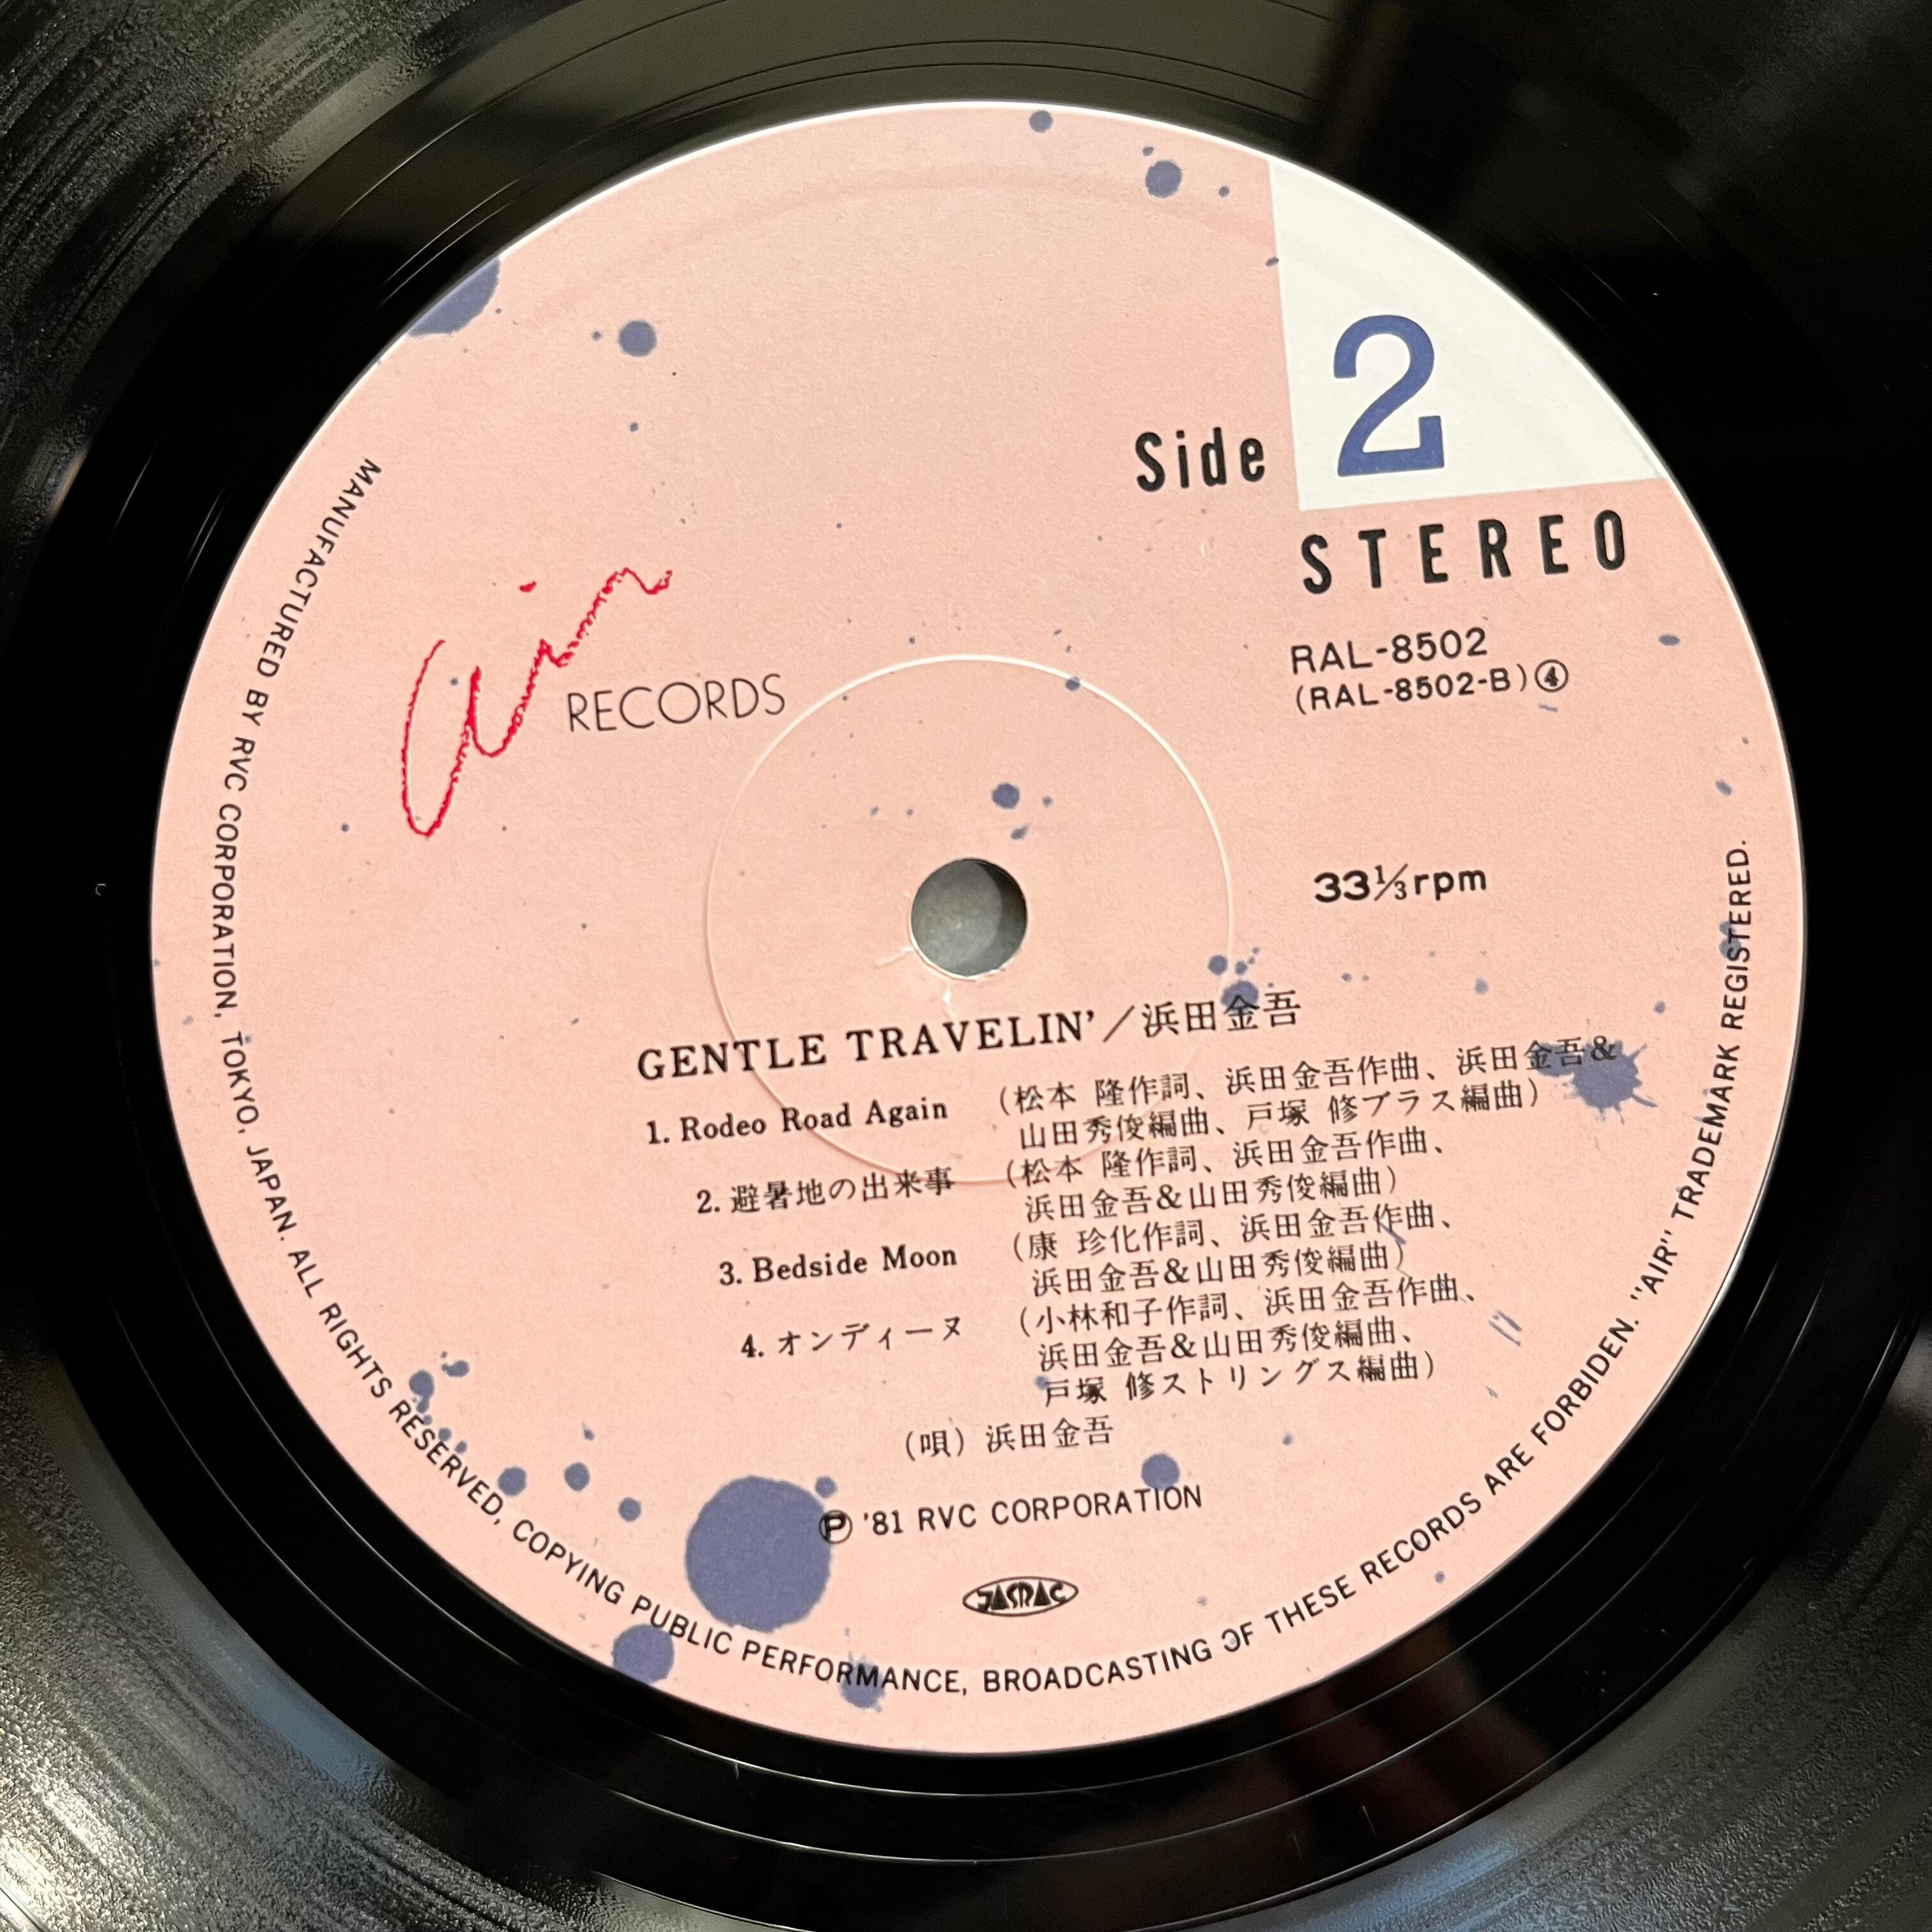 Side 2
STEREO
RAL-8502
(RAL-8502-B)④
Air
RECORDS
33⅓rpm
GENTLE TRAVELIN'／浜田金吾
1. Rodeo Road Again (松本 隆作詞、浜田金吾作曲、浜田金吾&
山田秀俊編曲、戸塚 修ブラス編曲)
2. 避暑地の出来事 (松本 隆作詞、浜田金吾作曲、
浜田金吾&山田秀俊編曲)
3. Bedside Moon (康 珍化作詞、浜田金吾作曲、
浜田金吾&山田秀俊編曲)
4. オンディーヌ (小林和子作詞、浜田金吾作曲、
浜田金吾&山田秀俊編曲、
戸塚 修ストリングス編曲)
(唄) 浜田金吾
Ⓟ '81 RVC CORPORATION
JASRAC
MANUFACTURED BY RVC CORPORATION, TOKYO, JAPAN. ALL RIGHTS RESERVED, COPYING PUBLIC PERFORMANCE, BROADCASTING OF THESE RECORDS ARE FORBIDEN. "AIR" TRADEMARK REGISTERED.